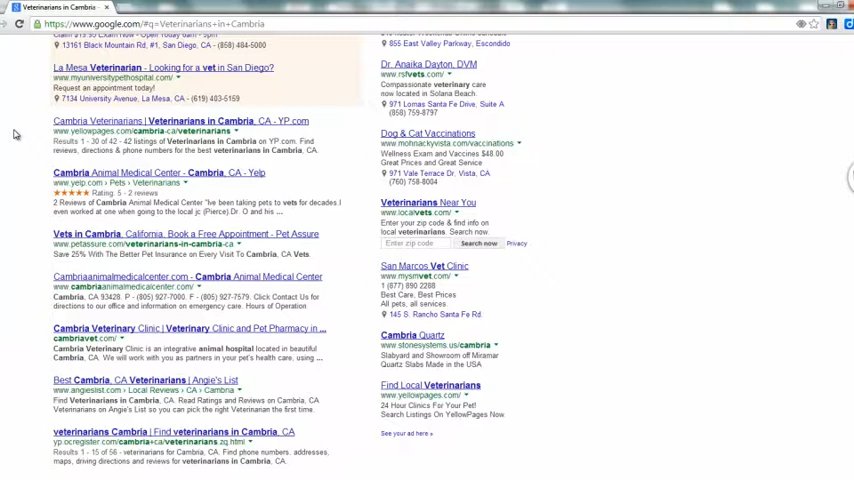 Veterinarians in Cambria
https://www.google.com/#q=Veterinarians+in+Cambria
13161 Black Mountain Rd, #1, San Diego, CA - (858) 484-5000
La Mesa Veterinarian - Looking for a vet in San Diego?
www.myuniversitypethospital.com/
Request an appointment today!
7134 University Avenue, La Mesa, CA - (619) 403-5159
Cambria Veterinarians | Veterinarians in Cambria, CA - YP.com
www.yellowpages.com/cambria-ca/veterinarians
Results 1 - 30 of 42 - 42 listings of Veterinarians in Cambria on YP.com. Find
reviews, directions & phone numbers for the best veterinarians in Cambria, CA.
Cambria Animal Medical Center - Cambria, CA - Yelp
www.yelp.com › Pets › Veterinarians
Rating: 5 - 2 reviews
2 Reviews of Cambria Animal Medical Center "Ive been taking pets to vets for decades.I
even worked at one when going to the local jc (Pierce).Dr. O and his ...
Vets in Cambria, California. Book a Free Appointment - Pet Assure
www.petassure.com/veterinarians-in-cambria-ca
Save 25% With The Better Pet Insurance on Every Visit To Cambria, CA Vets.
Cambriaanimalmedicalcenter.com - Cambria Animal Medical Center
www.cambriaanimalmedicalcenter.com/
Cambria, CA 93428. P - (805) 927-7000. F - (805) 927-7579. Click Contact Us for
directions to our office and information on emergency care. Hours of Operation
Cambria Veterinary Clinic | Veterinary Clinic and Pet Pharmacy in ...
cambriavet.com/
Cambria Veterinary Clinic is an integrative animal hospital located in beautiful
Cambria, CA. We will work with you as partners in your pet's health care, using ...
Best Cambria, CA Veterinarians | Angie's List
www.angieslist.com › Local Reviews › CA › Cambria
Find Veterinarians in Cambria, CA. Read Ratings and Reviews on Cambria, CA
Veterinarians on Angie's List so you can pick the right Veterinarian the first time.
veterinarians Cambria | Find veterinarians in Cambria, CA
yp.ocregister.com/cambria+ca/veterinarians.zq.html
Results 1 - 15 of 56 - veterinarians for Cambria, CA. Find phone numbers, addresses,
maps, driving directions and reviews for veterinarians in Cambria, CA.
855 East Valley Parkway, Escondido
Dr. Anaika Dayton, DVM
www.rsfvets.com/
Compassionate veterinary care
now located in Solana Beach.
971 Lomas Santa Fe Drive, Suite A
(858) 759-8797
Dog & Cat Vaccinations
www.mohnackyvista.com/vaccinations
Wellness Exam and Vaccines $48.00
Great Prices and Great Service
971 Vale Terrace Dr, Vista, CA
(760) 758-8004
Veterinarians Near You
www.localvets.com/
Enter your zip code & find info on
local veterinarians. Search now.
Enter zip code Search now Privacy
San Marcos Vet Clinic
www.mysmvet.com/
1 (877) 890 2288
Best Care, Best Prices
All pets, all services.
145 S. Rancho Santa Fe Rd.
Cambria Quartz
www.stonesystems.us/cambria
Slabyard and Showroom off Miramar
Quartz Slabs Made in the USA
Find Local Veterinarians
www.yellowpages.com/
24 Hour Clinics For Your Pet!
Search Listings On YellowPages Now.
See your ad here »